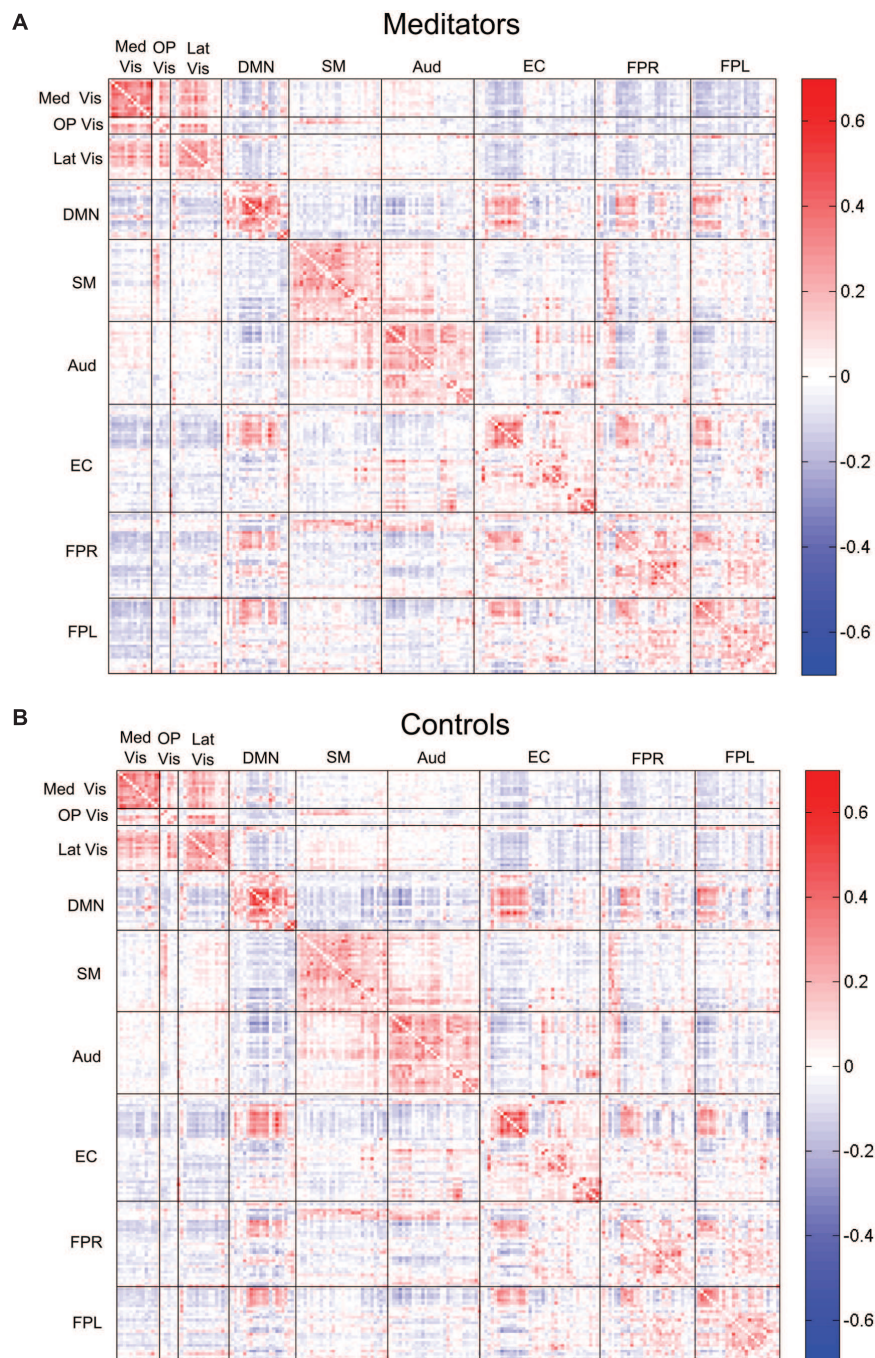 A
Meditators
Med Vis
OP Vis
Lat Vis
DMN
SM
Aud
EC
FPR
FPL
Med Vis
OP Vis
Lat Vis
DMN
SM
Aud
EC
FPR
FPL
0.6
0.4
0.2
0
-0.2
-0.4
-0.6
B
Controls
Med Vis
OP Vis
Lat Vis
DMN
SM
Aud
EC
FPR
FPL
Med Vis
OP Vis
Lat Vis
DMN
SM
Aud
EC
FPR
FPL
0.6
0.4
0.2
0
-0.2
-0.4
-0.6